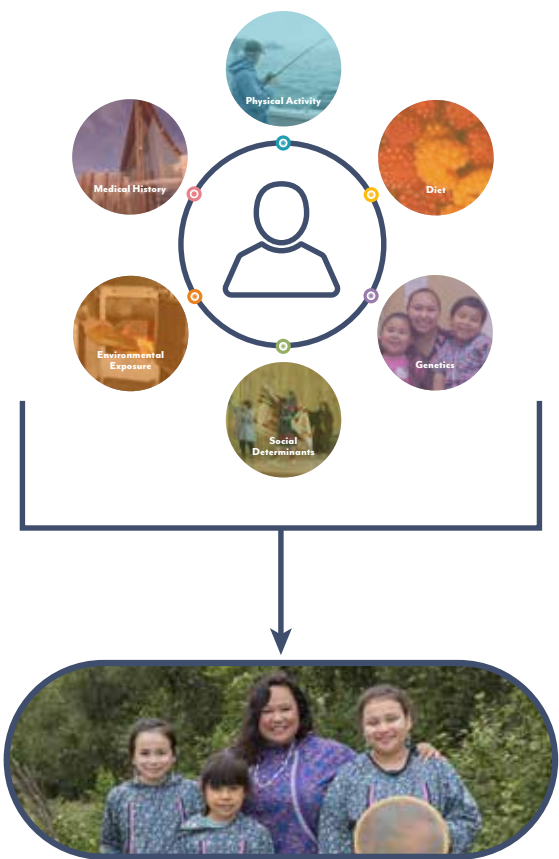 Physical Activity
Medical History
Diet
Environmental
Exposure
Genetics
Social
Determinants